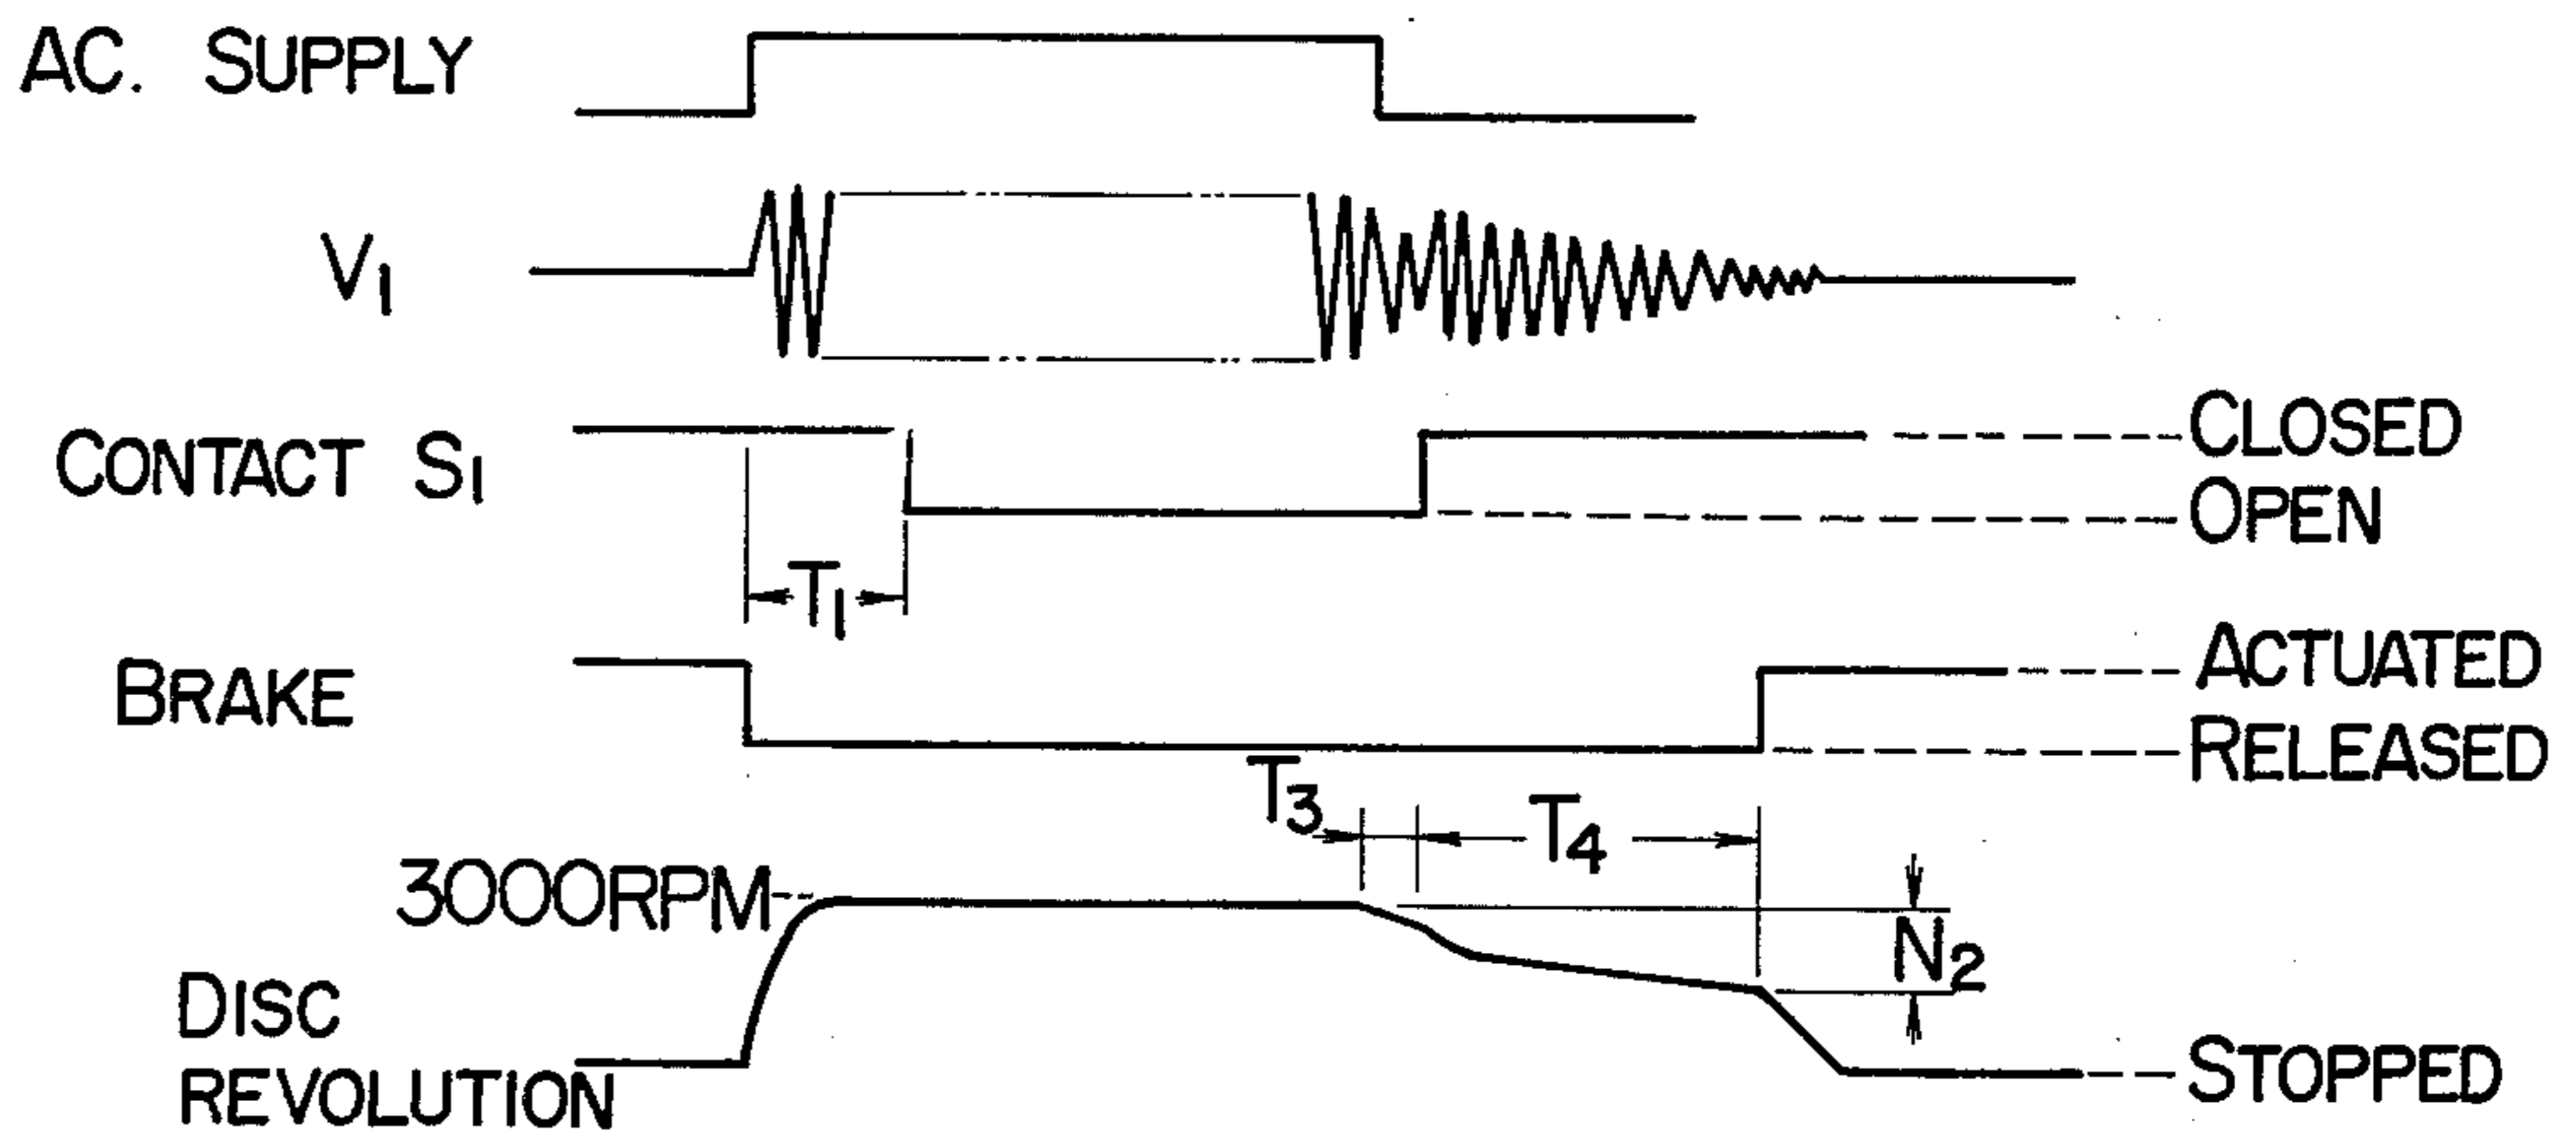 AC. SUPPLY
V1
CONTACT S1
CLOSED
OPEN
T1
BRAKE
ACTUATED
RELEASED
T3
T4
3000RPM
N2
DISC
REVOLUTION
STOPPED